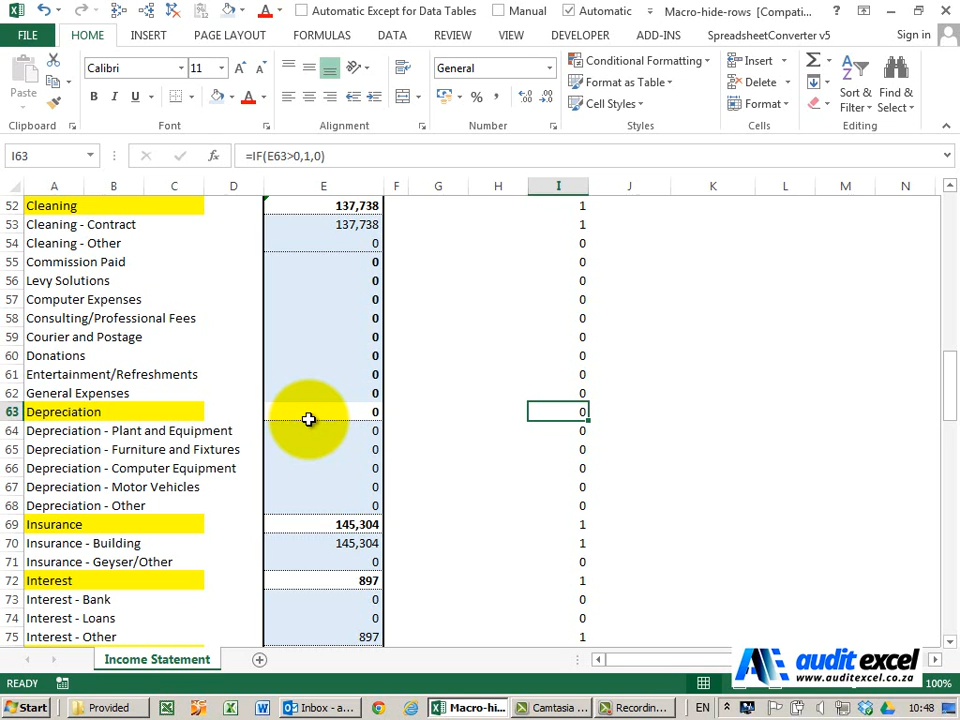 Automatic Except for Data Tables Manual Automatic Macro-hide-rows [Compati... ?
FILE HOME INSERT PAGE LAYOUT FORMULAS DATA REVIEW VIEW DEVELOPER ADD-INS SpreadsheetConverter v5 Sign in
Paste Calibri 11 General Conditional Formatting Insert
Format as Table Delete Sort & Find &
B I U Cell Styles Format Filter Select
Clipboard Font Alignment Number Styles Cells Editing
I63 fx =IF(E63>0,1,0)
A B C D E F G H I J K L M N
52 Cleaning 137,738 1
53 Cleaning - Contract 137,738 1
54 Cleaning - Other 0 0
55 Commission Paid 0 0
56 Levy Solutions 0 0
57 Computer Expenses 0 0
58 Consulting/Professional Fees 0 0
59 Courier and Postage 0 0
60 Donations 0 0
61 Entertainment/Refreshments 0 0
62 General Expenses 0 0
63 Depreciation 0 0
64 Depreciation - Plant and Equipment 0 0
65 Depreciation - Furniture and Fixtures 0 0
66 Depreciation - Computer Equipment 0 0
67 Depreciation - Motor Vehicles 0 0
68 Depreciation - Other 0 0
69 Insurance 145,304 1
70 Insurance - Building 145,304 1
71 Insurance - Geyser/Other 0 0
72 Interest 897 1
73 Interest - Bank 0 0
74 Interest - Loans 0 0
75 Interest - Other 897 1
Income Statement
audit excel
www.auditexcel.co.za
READY 100%
Start Provided Inbox - a... Macro-hi... Camtasia ... Recordin... EN 10:48